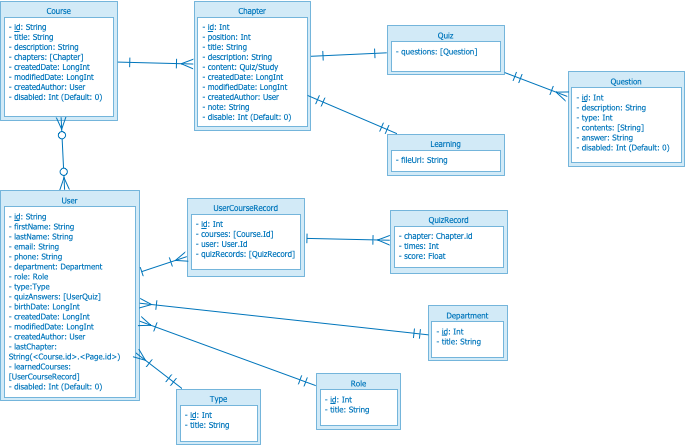 Course
- id: String
- title: String
- description: String
- chapters: [Chapter]
- createdDate: LongInt
- modifiedDate: LongInt
- createdAuthor: User
- disabled: Int (Default: 0)
Chapter
- id: Int
- position: Int
- title: String
- description: String
- content: Quiz/Study
- createdDate: LongInt
- modifiedDate: LongInt
- createdAuthor: User
- note: String
- disable: Int (Default: 0)
Quiz
- questions: [Question]
Question
- id: Int
- description: String
- type: Int
- contents: [String]
- answer: String
- disabled: Int (Default: 0)
Learning
- fileUrl: String
User
- id: String
- firstName: String
- lastName: String
- email: String
- phone: String
- department: Department
- role: Role
- type:Type
- quizAnswers: [UserQuiz]
- birthDate: LongInt
- createdDate: LongInt
- modifiedDate: LongInt
- createdAuthor: User
- lastChapter:
String(<Course.id>.<Page.id>)
- learnedCourses:
[UserCourseRecord]
- disabled: Int (Default: 0)
UserCourseRecord
- id: Int
- courses: [Course.Id]
- user: User.Id
- quizRecords: [QuizRecord]
QuizRecord
- chapter: Chapter.id
- times: Int
- score: Float
Department
- id: Int
- title: String
Role
- id: Int
- title: String
Type
- id: Int
- title: String